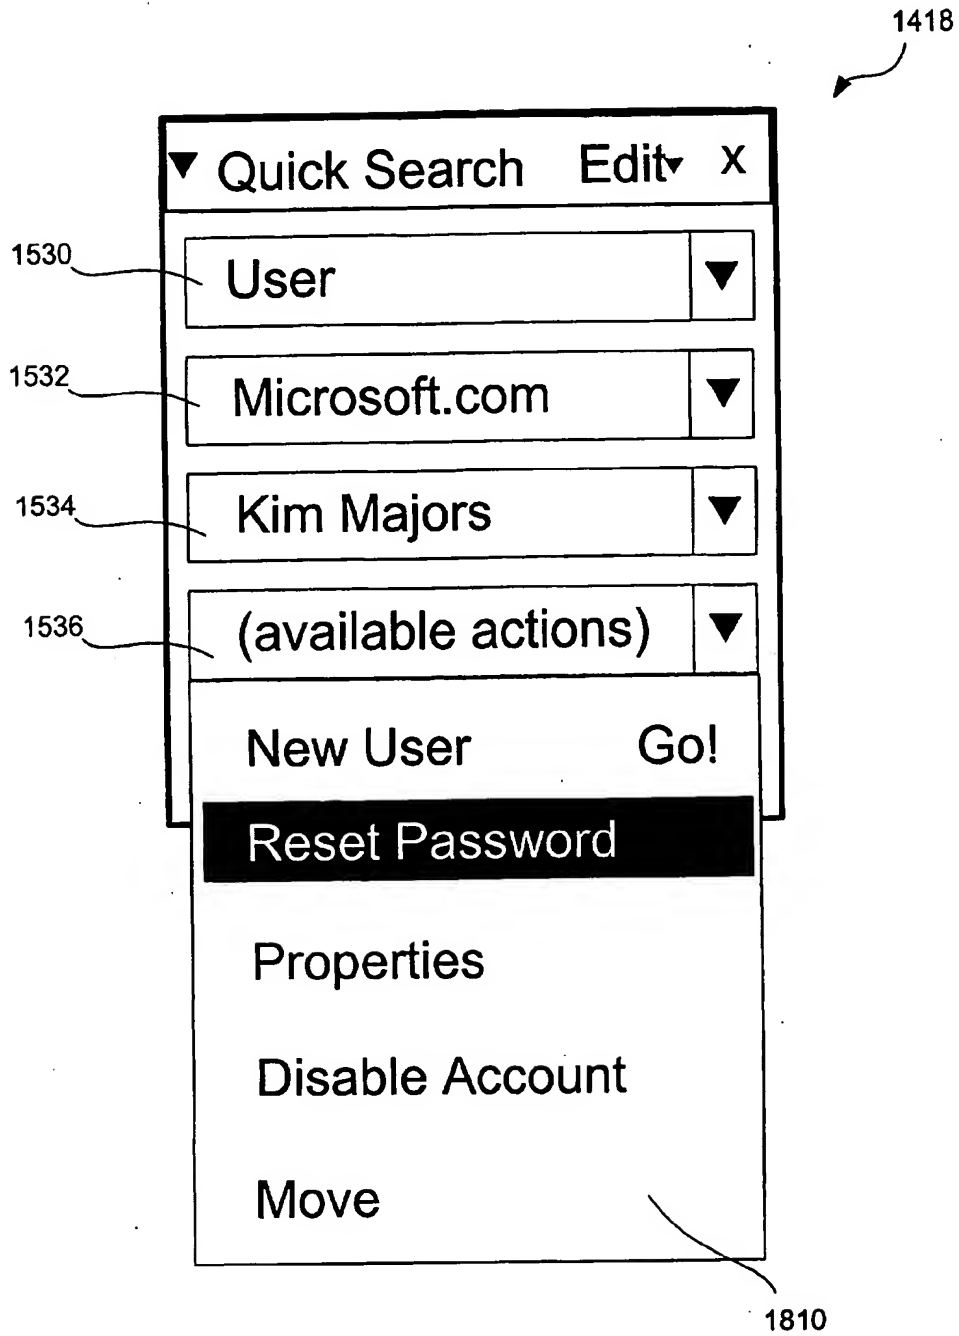 1418
Quick Search Edit X
1530
User
1532
Microsoft.com
1534
Kim Majors
1536
(available actions)
New User Go!
Reset Password
Properties
Disable Account
Move
1810